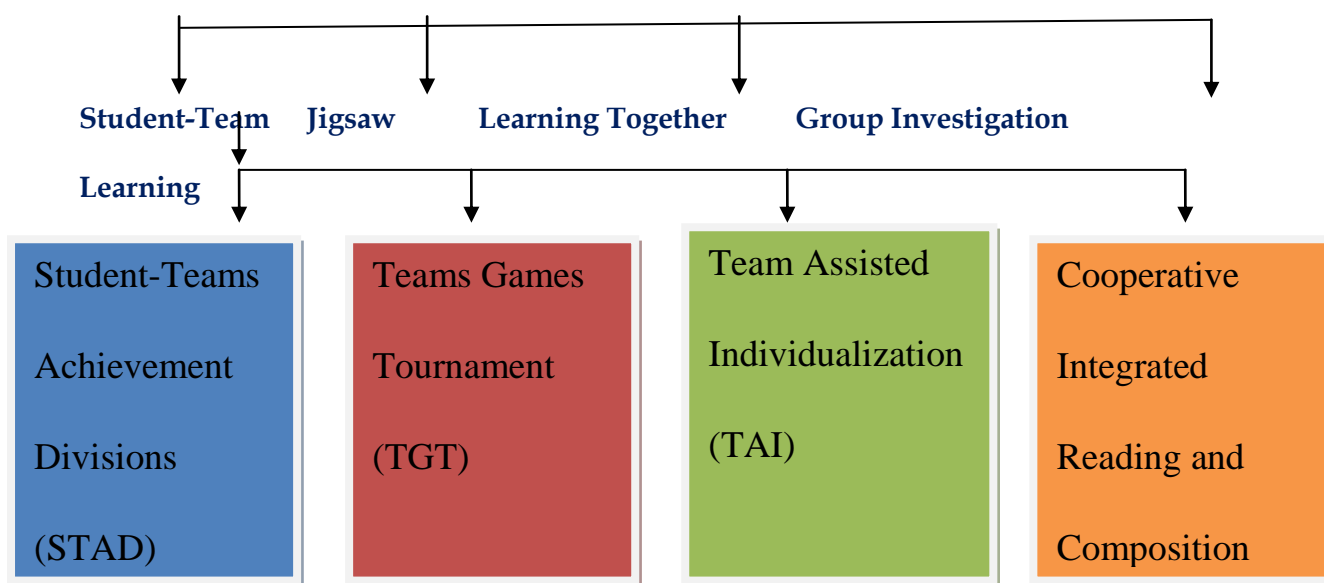 Student-Team Jigsaw Learning Together Group Investigation
Learning
Student-Teams
Achievement
Divisions
(STAD)
Teams Games
Tournament
(TGT)
Team Assisted
Individualization
(TAI)
Cooperative
Integrated
Reading and
Composition